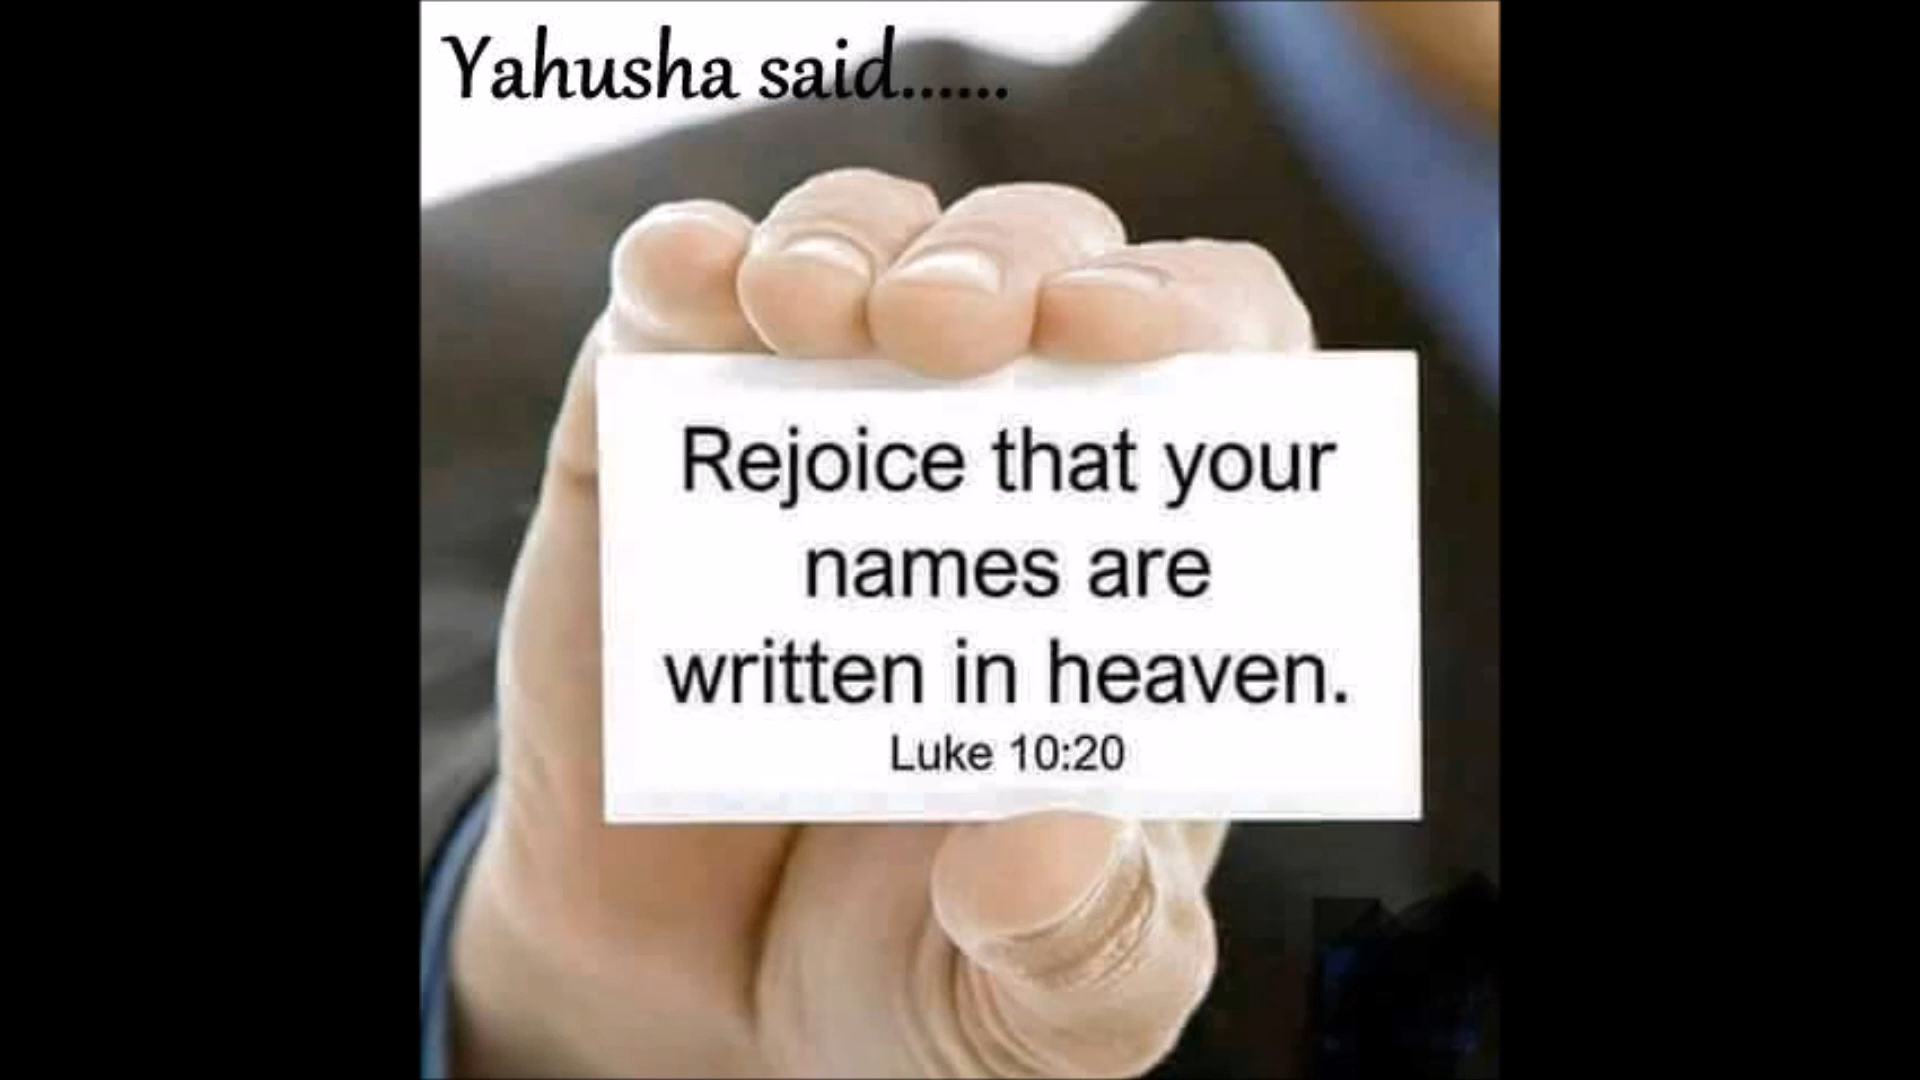 Yahusha said......
Rejoice that your
names are
written in heaven.
Luke 10:20